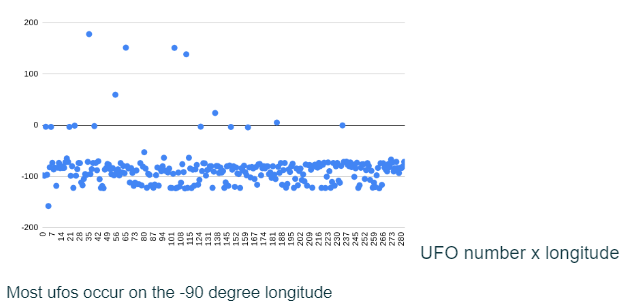 200
100
0
-100
-200
0 7 14 21 28 35 42 49 56 65 73 80 87 94 101 108 115 124 131 138 145 152 159 167 174 181 188 195 202 209 216 223 230 237 245 252 259 266 273 280
UFO number x longitude
Most ufos occur on the -90 degree longitude